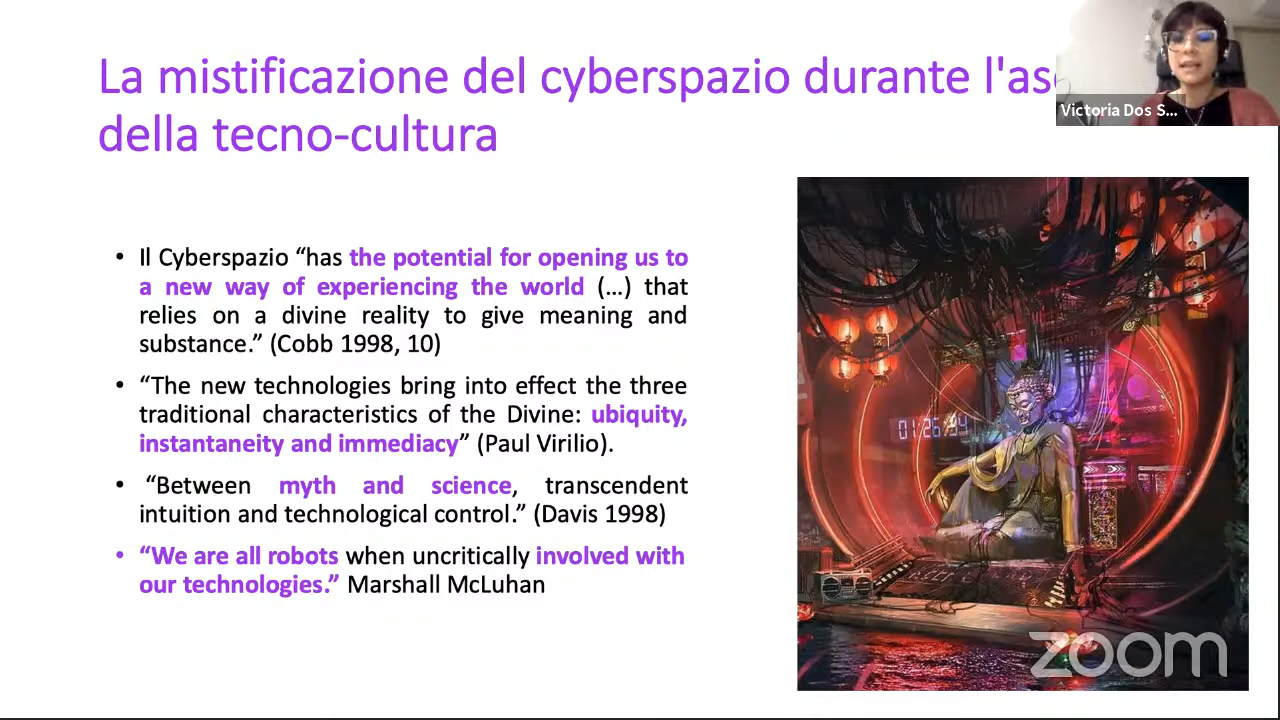 La mistificazione del cyberspazio durante
della tecno-cultura
Victoria Dos S...
• Il Cyberspazio “has the potential for opening us to
a new way of experiencing the world (…) that
relies on a divine reality to give meaning and
substance.” (Cobb 1998, 10)
• “The new technologies bring into effect the three
traditional characteristics of the Divine: ubiquity,
instantaneity and immediacy” (Paul Virilio).
• “Between myth and science, transcendent
intuition and technological control.” (Davis 1998)
• “We are all robots when uncritically involved with
our technologies.” Marshall McLuhan
zoom